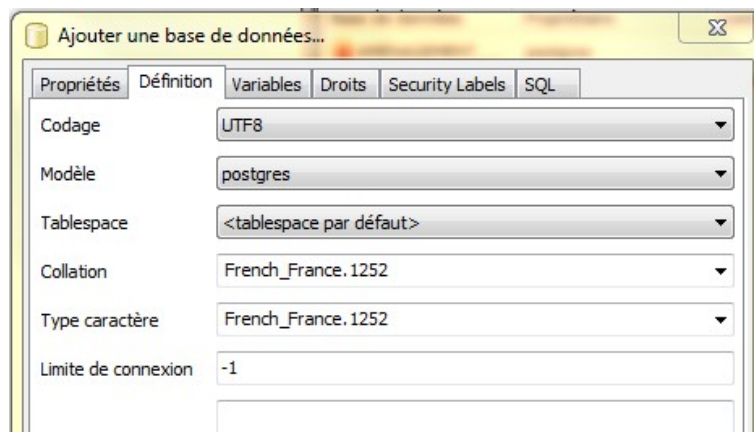 Ajouter une base de données...
Propriétés Définition Variables Droits Security Labels SQL
Codage UTF8
Modèle postgres
Tablespace <tablespace par défaut>
Collation French_France.1252
Type caractère French_France.1252
Limite de connexion -1